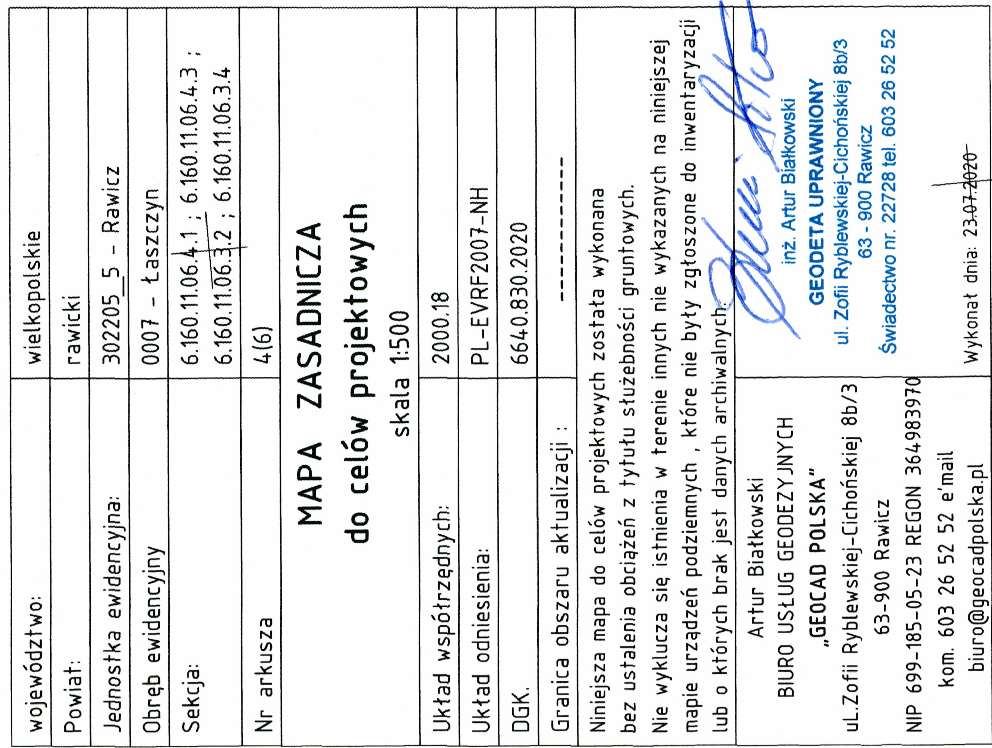 województwo: wielkopolskie
Powiat: rawicki
Jednostka ewidencyjna: 302205_5 - Rawicz
Obręb ewidencyjny 0007 - Łaszczyn
Sekcja: 6.160.11.06.4.1 ; 6.160.11.06.4.3 ;
6.160.11.06.3.2 ; 6.160.11.06.3.4
Nr arkusza 4(6)
MAPA ZASADNICZA
do celów projektowych
skala 1:500
Układ współrzędnych: 2000.18
Układ odniesienia: PL-EVRF2007-NH
DGK. 6640.830.2020
Granica obszaru aktualizacji : -------------
Niniejsza mapa do celów projektowych została wykonana
bez ustalenia obciążeń z tytułu służebności gruntowych.
Nie wyklucza się istnienia w terenie innych nie wykazanych na niniejszej
mapie urządzeń podziemnych , które nie były zgłoszone do inwentaryzacji
lub o których brak jest danych archiwalnych.
Artur Białkowski
BIURO USŁUG GEODEZYJNYCH
„GEOCAD POLSKA"
ul.Zofii Ryblewskiej-Cichońskiej 8b/3
63-900 Rawicz
NIP 699-185-05-23 REGON 364983970
kom. 603 26 52 52 e'mail
biuro@geocadpolska.pl
inż. Artur Białkowski
GEODETA UPRAWNIONY
ul. Zofii Ryblewskiej-Cichońskiej 8b/3
63 - 900 Rawicz
Świadectwo nr. 22728 tel. 603 26 52 52
Wykonał dnia: 23.07.2020